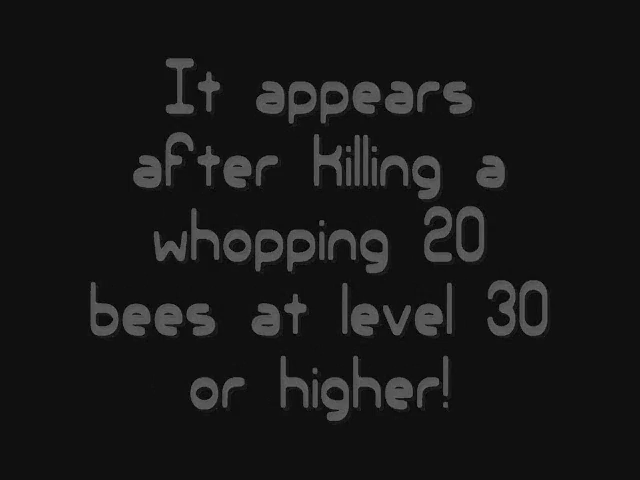 It appears
after killing a
whopping 20
bees at level 30
or higher!